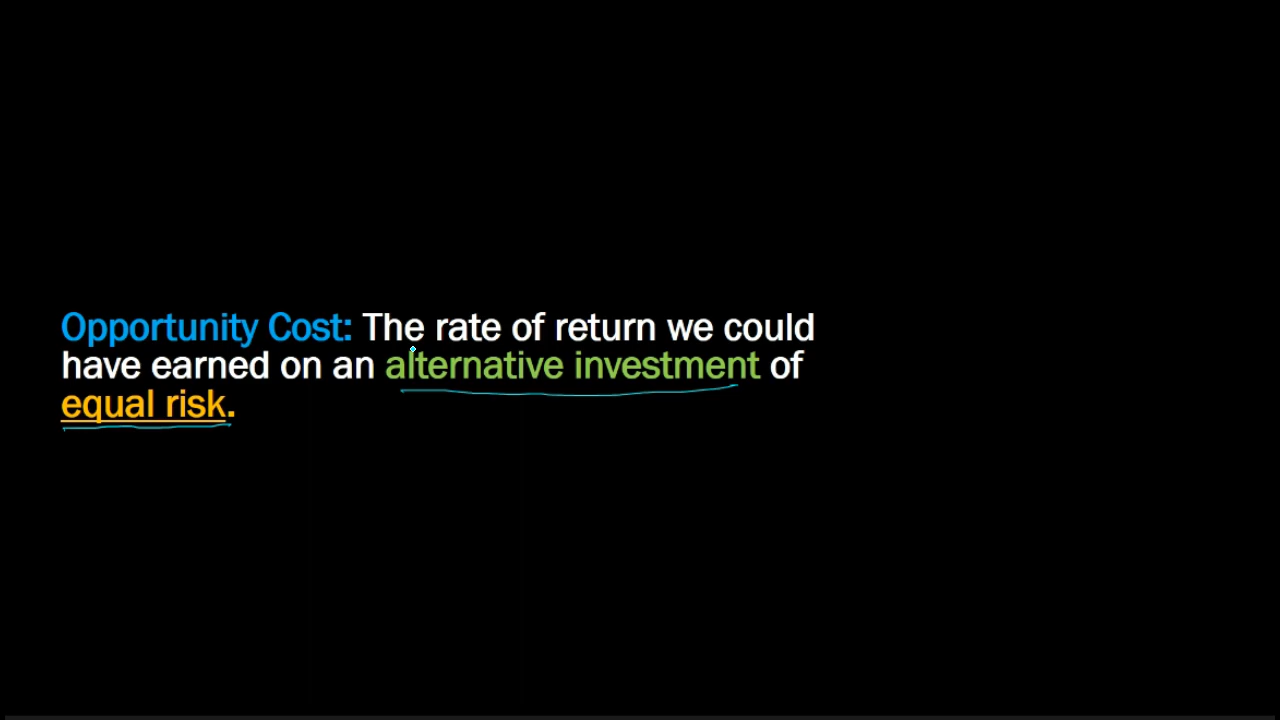 Opportunity Cost: The rate of return we could
have earned on an alternative investment of
equal risk.